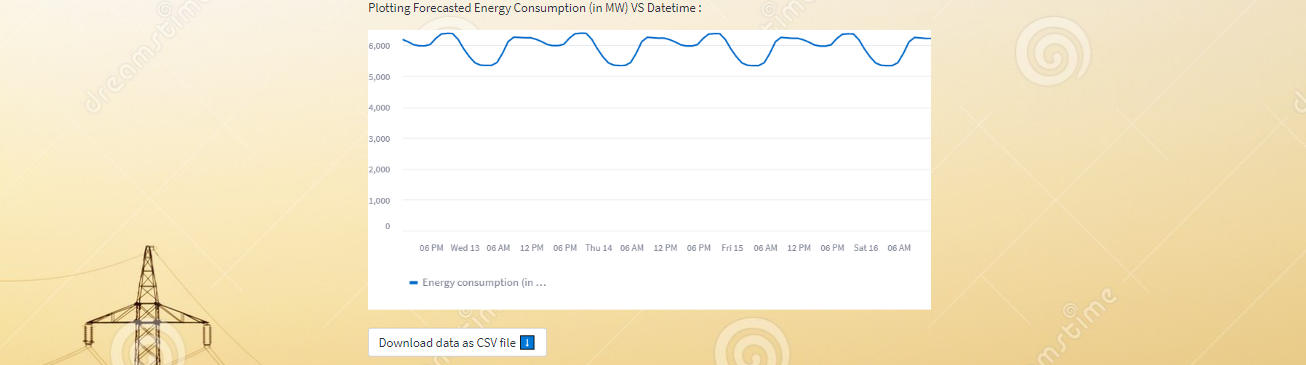 Plotting Forecasted Energy Consumption (in MW) VS Datetime :
6,000
5,000
4,000
3,000
2,000
1,000
0
06 PM Wed 13 06 AM 12 PM 06 PM Thu 14 06 AM 12 PM 06 PM Fri 15 06 AM 12 PM 06 PM Sat 16 06 AM
Energy consumption (in ...
Download data as CSV file
dreamstime
dreamstime